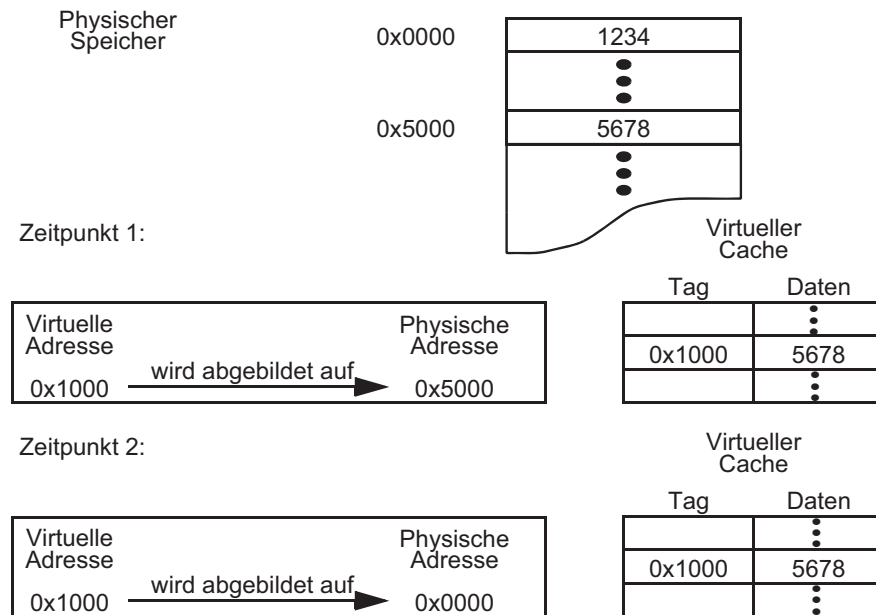 Physischer
Speicher
0x0000 1234
0x5000 5678
Zeitpunkt 1:
Virtueller
Cache
Tag Daten
Virtuelle Physische
Adresse Adresse
0x1000 wird abgebildet auf 0x5000
0x1000 5678
Zeitpunkt 2:
Virtueller
Cache
Tag Daten
Virtuelle Physische
Adresse Adresse
0x1000 wird abgebildet auf 0x0000
0x1000 5678